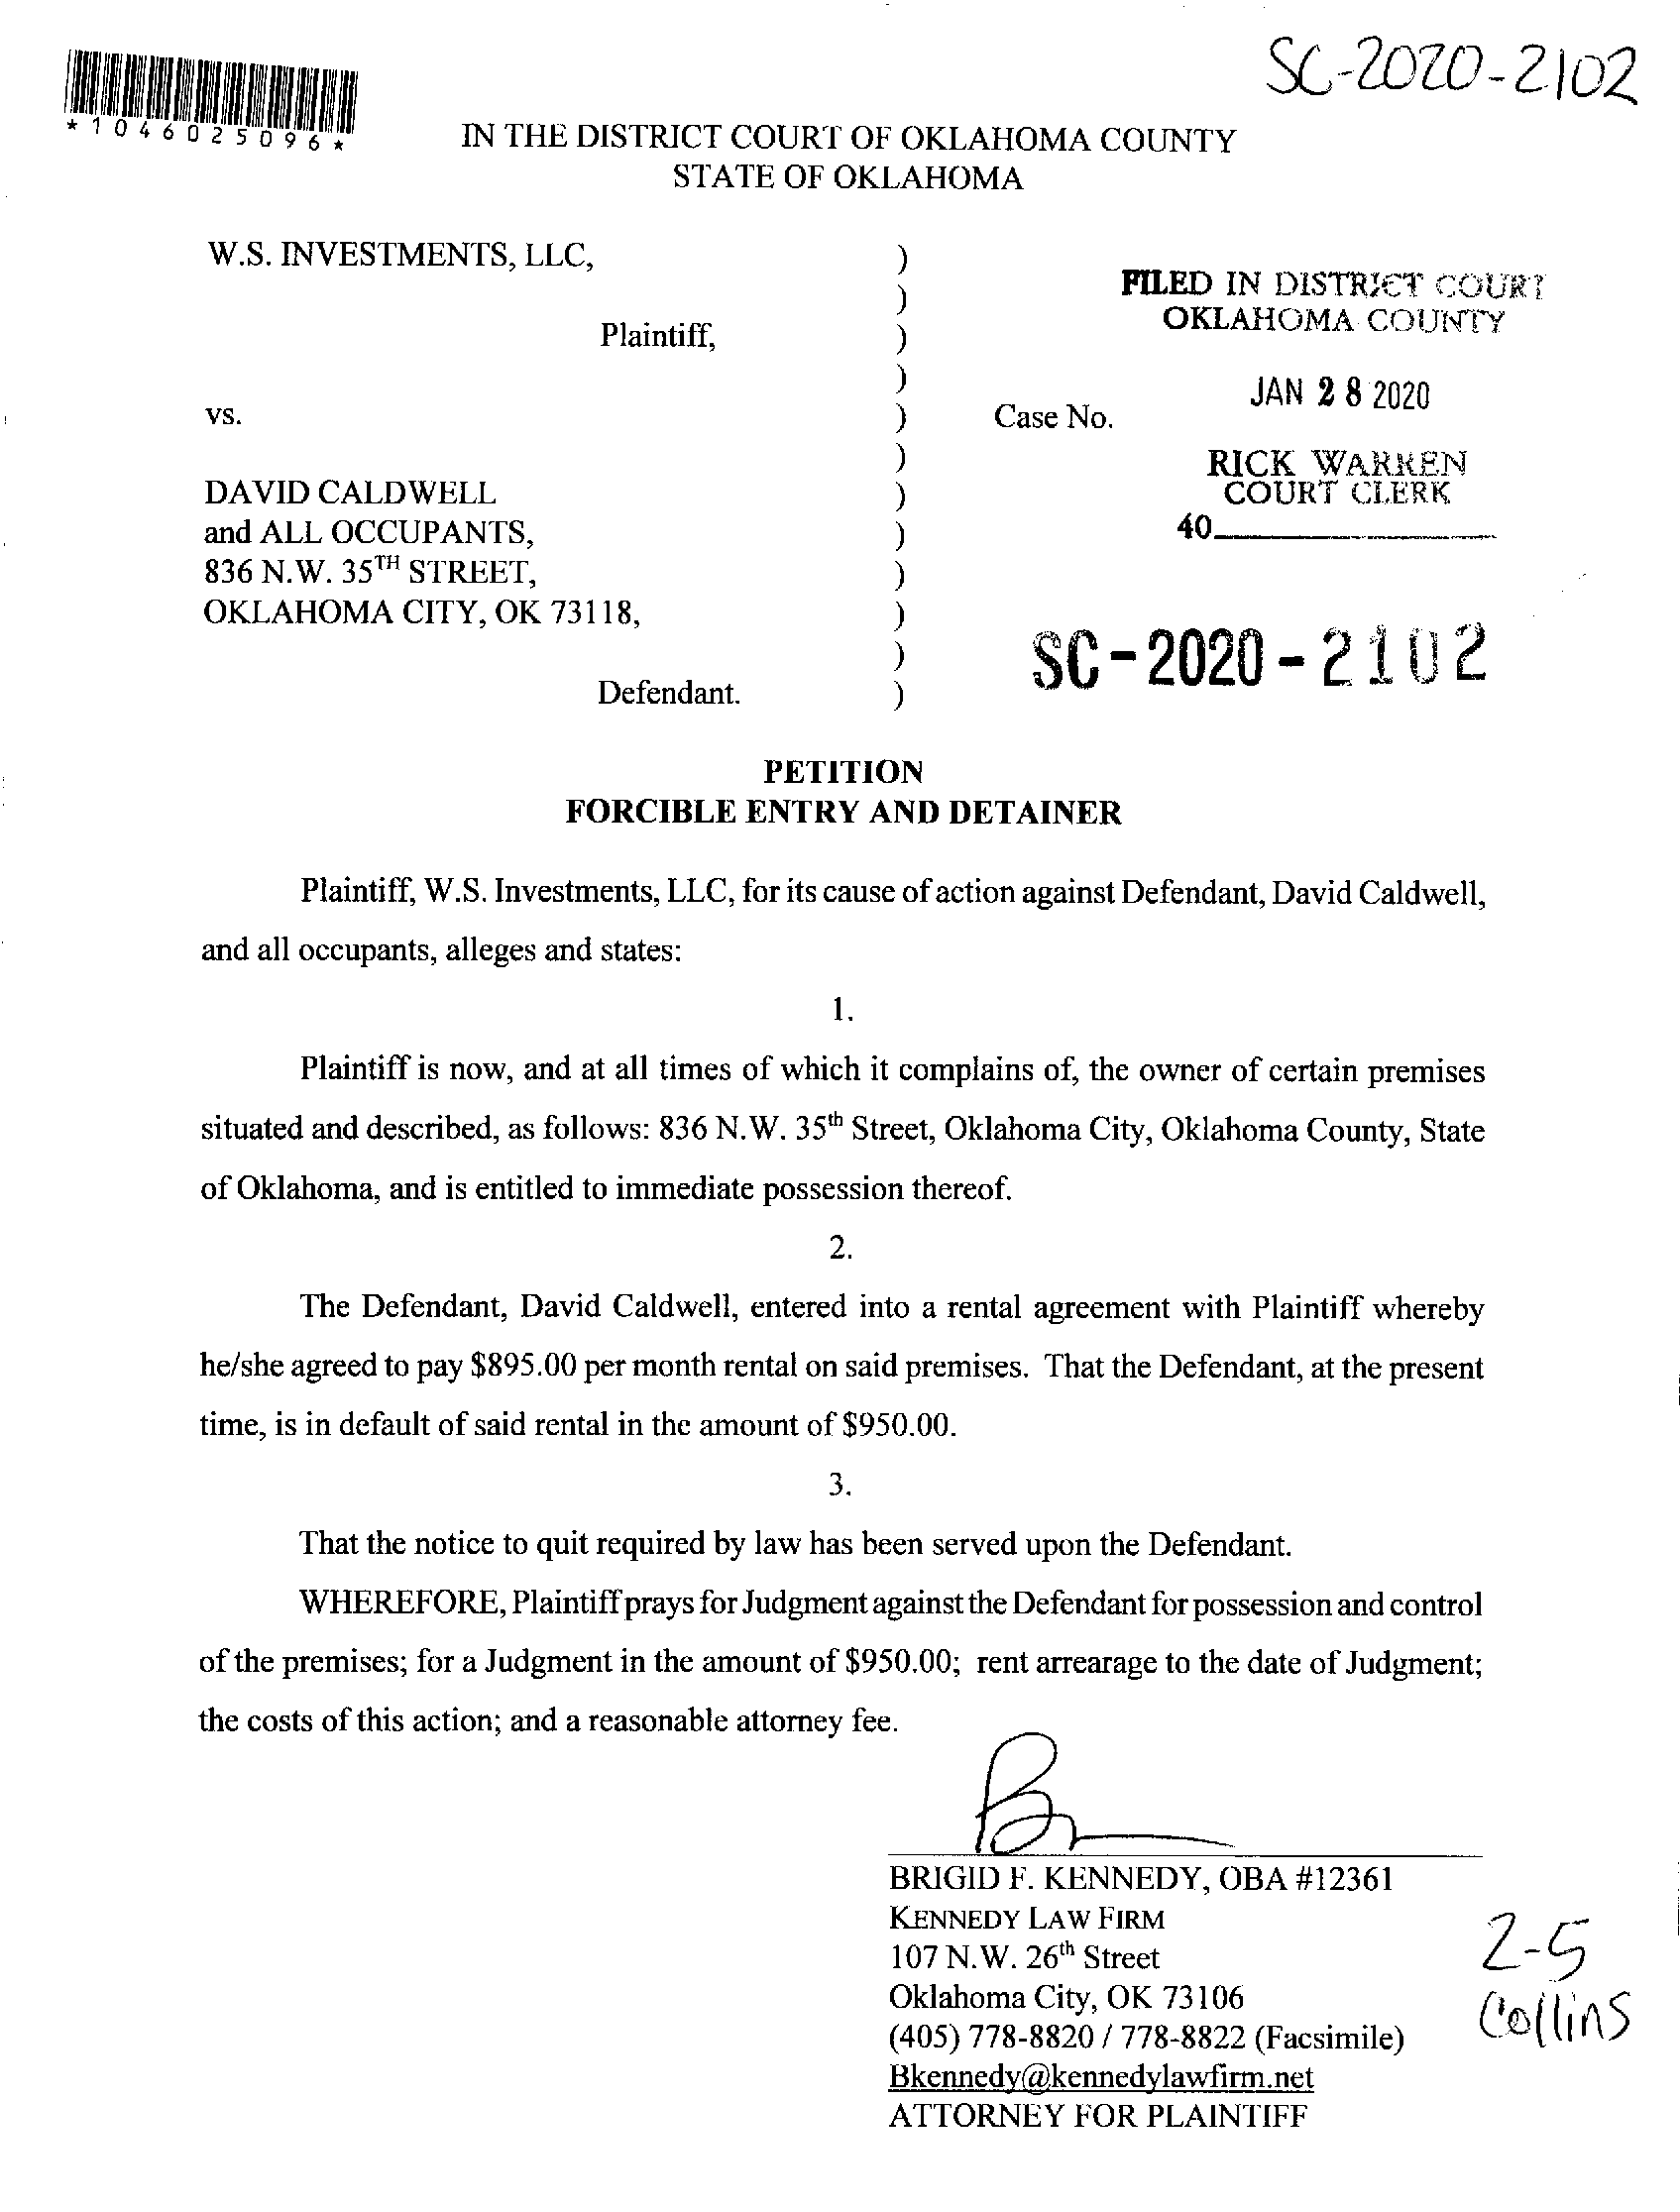 SC-2020-2102
*1046025096*
IN THE DISTRICT COURT OF OKLAHOMA COUNTY
STATE OF OKLAHOMA
W.S. INVESTMENTS, LLC, )
)
Plaintiff, )
)
vs. )
)
DAVID CALDWELL )
and ALL OCCUPANTS, )
836 N.W. 35TH STREET, )
OKLAHOMA CITY, OK 73118, )
)
Defendant. )
FILED IN DISTRICT COURT
OKLAHOMA COUNTY
JAN 28 2020
Case No.
RICK WARREN
COURT CLERK
40
SC-2020-2102
PETITION
FORCIBLE ENTRY AND DETAINER
Plaintiff, W.S. Investments, LLC, for its cause of action against Defendant, David Caldwell,
and all occupants, alleges and states:
1.
Plaintiff is now, and at all times of which it complains of, the owner of certain premises
situated and described, as follows: 836 N.W. 35th Street, Oklahoma City, Oklahoma County, State
of Oklahoma, and is entitled to immediate possession thereof.
2.
The Defendant, David Caldwell, entered into a rental agreement with Plaintiff whereby
he/she agreed to pay $895.00 per month rental on said premises. That the Defendant, at the present
time, is in default of said rental in the amount of $950.00.
3.
That the notice to quit required by law has been served upon the Defendant.
WHEREFORE, Plaintiff prays for Judgment against the Defendant for possession and control
of the premises; for a Judgment in the amount of $950.00; rent arrearage to the date of Judgment;
the costs of this action; and a reasonable attorney fee.
BRIGID F. KENNEDY, OBA #12361
KENNEDY LAW FIRM
107 N.W. 26th Street
Oklahoma City, OK 73106
(405) 778-8820 / 778-8822 (Facsimile)
Bkennedy@kennedylawfirm.net
ATTORNEY FOR PLAINTIFF
2-5
Collins